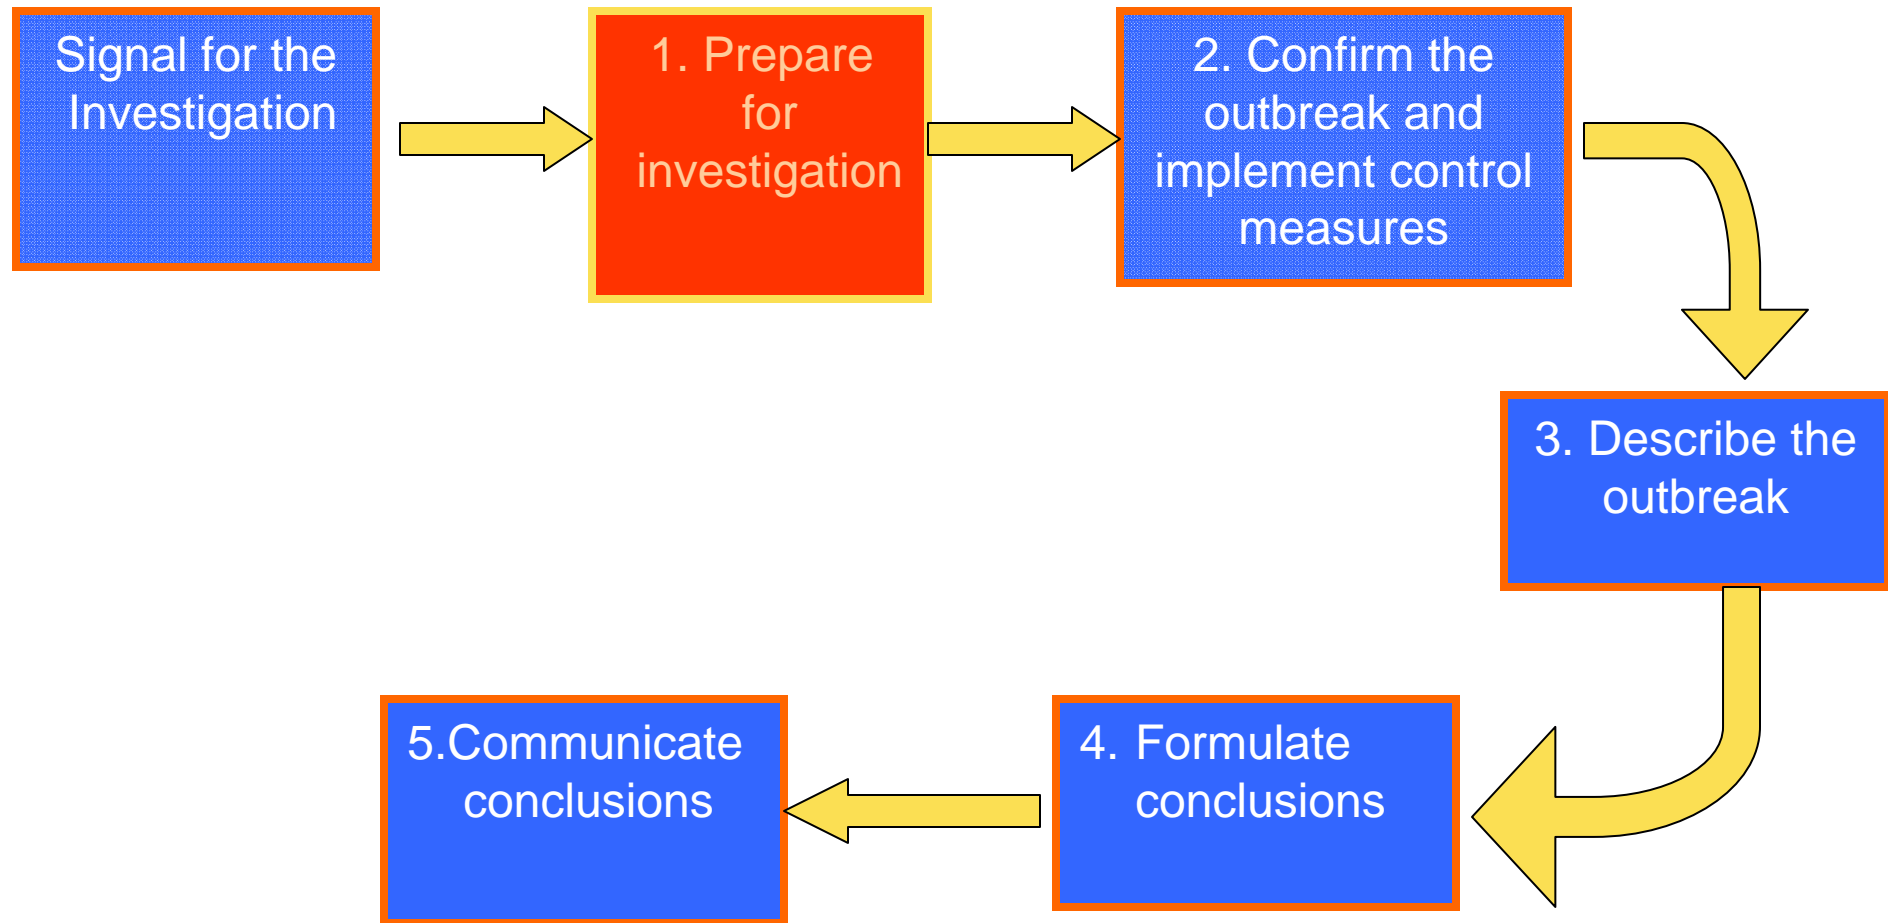 Signal for the
Investigation
1. Prepare
for
investigation
2. Confirm the
outbreak and
implement control
measures
3. Describe the
outbreak
4. Formulate
conclusions
5.Communicate
conclusions